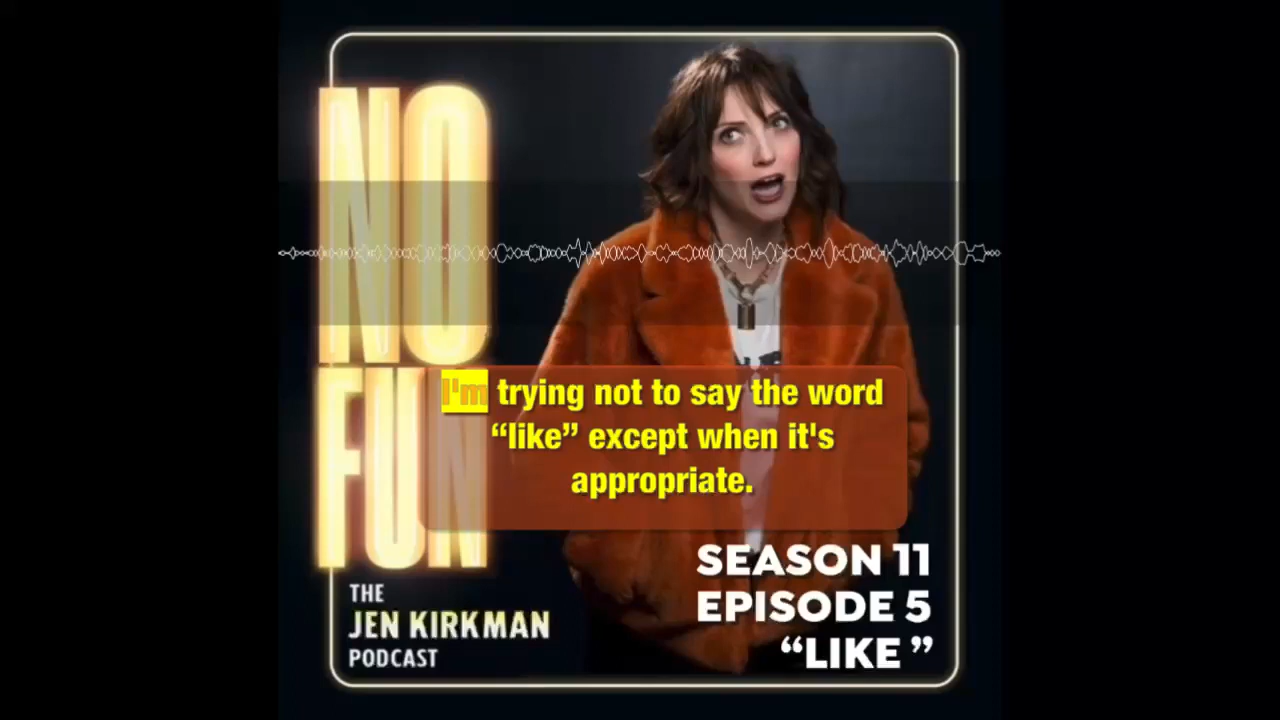 NO
FUN
THE
JEN KIRKMAN
PODCAST
I'm trying not to say the word
“like” except when it's
appropriate.
SEASON 11
EPISODE 5
“LIKE ”